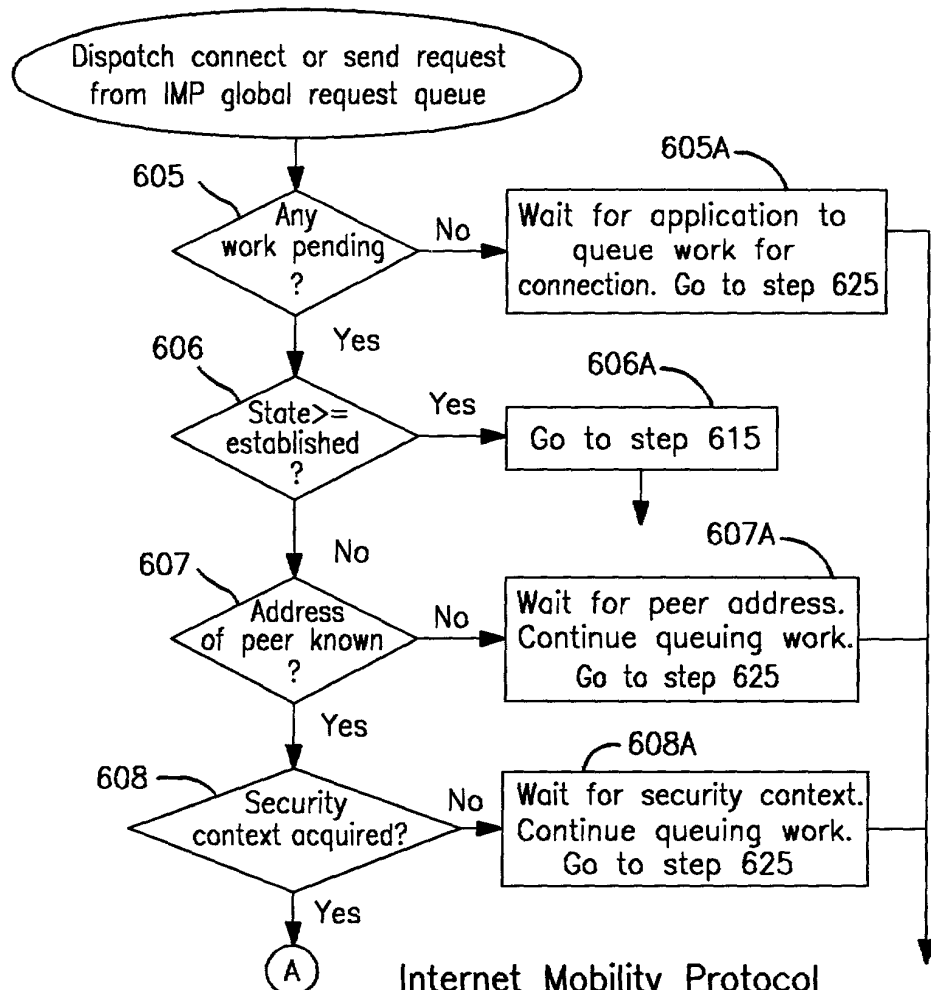 Dispatch connect or send request
from IMP global request queue
605
Any
work pending
?
No
605A
Wait for application to
queue work for
connection. Go to step 625
Yes
606
State>=
established
?
Yes
606A
Go to step 615
No
607
Address
of peer known
?
No
607A
Wait for peer address.
Continue queuing work.
Go to step 625
Yes
608
Security
context acquired?
No
608A
Wait for security context.
Continue queuing work.
Go to step 625
Yes
A
Internet Mobility Protocol